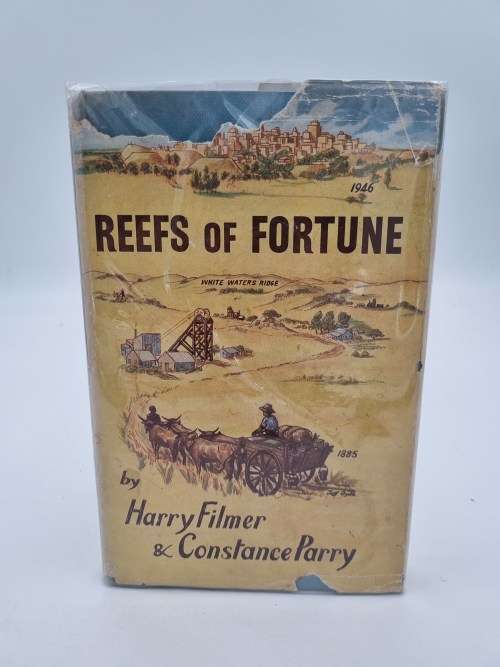 1946
REEFS OF FORTUNE
WHITE WATERS RIDGE
1885
by
Harry Filmer
& Constance Parry